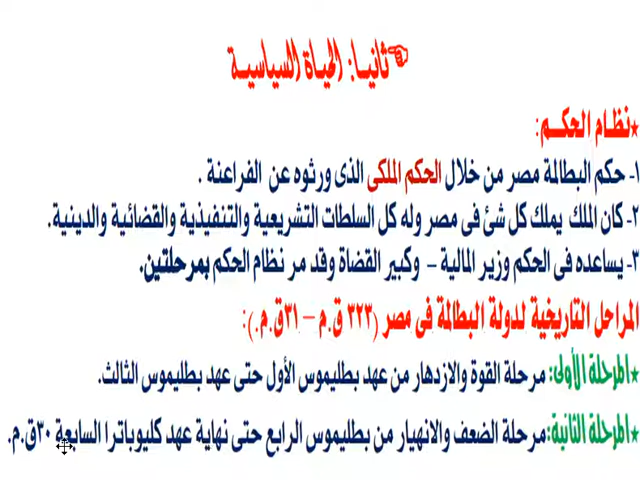 ثانيا: الحياة السياسية
*نظام الحكم:
١- حكم البطالمة مصر من خلال الحكم الملكى الذى ورثوه عن الفراعنة .
٢- كان الملك يملك كل شئ فى مصر وله كل السلطات التشريعية والتنفيذية والقضائية والدينية.
٣- يساعده فى الحكم وزير المالية – وكبير القضاة وقد مر نظام الحكم بمرحلتين.
المراحل التاريخية لدولة البطالمة فى مصر (٣٢٣ ق.م – ٣١ق.م.):
*المرحلة الأولى: مرحلة القوة والازدهار من عهد بطليموس الأول حتى عهد بطليموس الثالث.
*المرحلة الثانية: مرحلة الضعف والانهيار من بطليموس الرابع حتى نهاية عهد كليوباترا السابعة ٣٠ق.م.